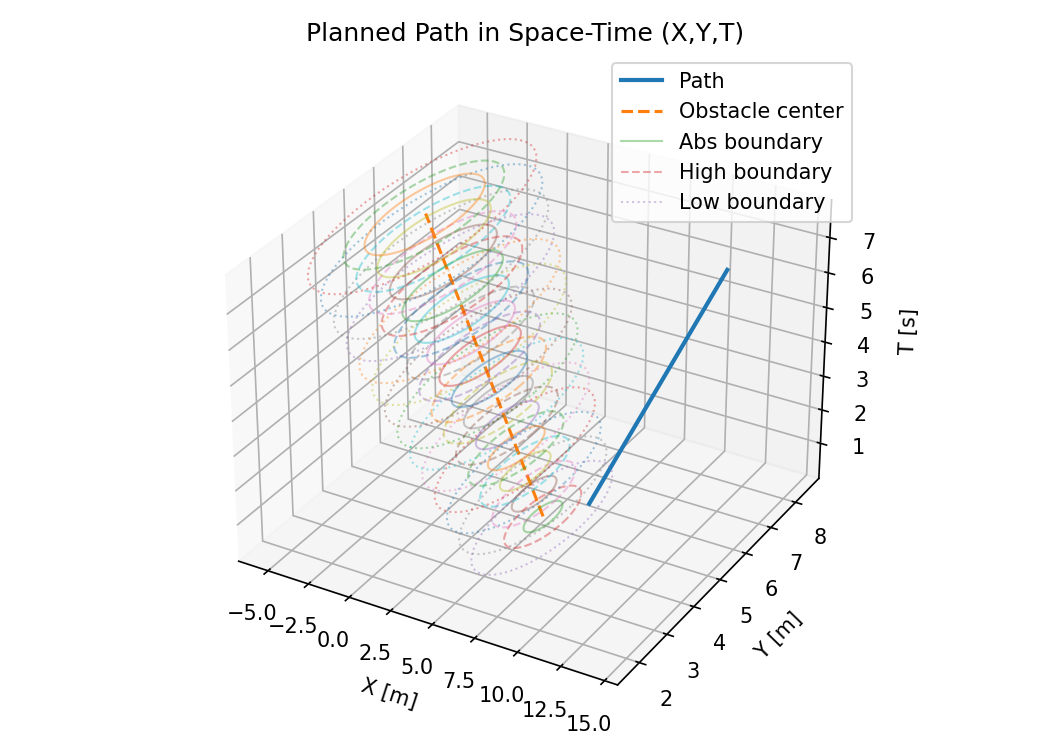 Planned Path in Space-Time (X,Y,T)
Path
Obstacle center
Abs boundary
High boundary
Low boundary
7
6
5
4
3
2
1
T [s]
8
7
6
5
4
3
2
Y [m]
−5.0
−2.5
0.0
2.5
5.0
7.5
10.0
12.5
15.0
X [m]